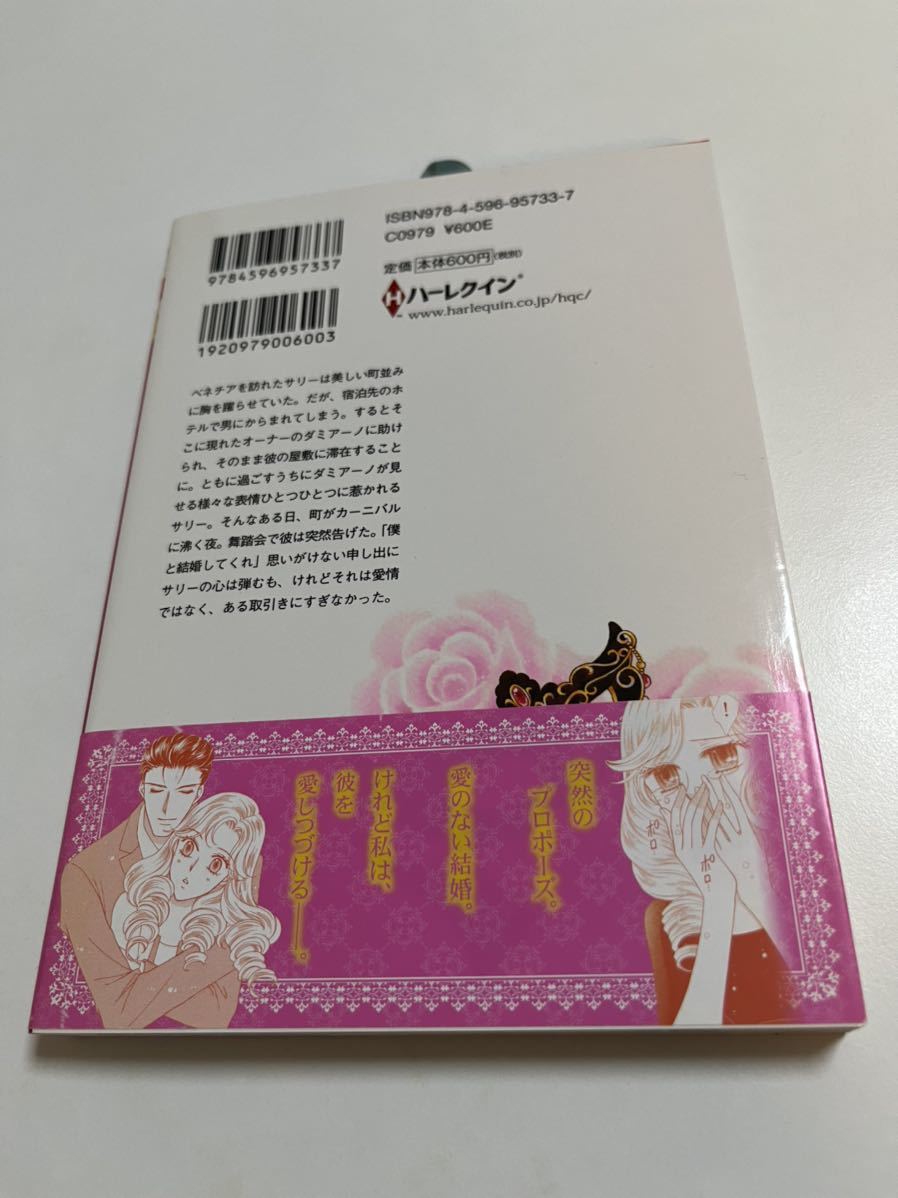 ISBN978-4-596-95733-7
C0979 ¥600E
定価 本体600円 (税別)
ハーレクイン®
www.harlequin.co.jp/hqc/
9784596957337
1920979006003
ベネチアを訪れたサリーは美しい町並み
に胸を躍らせていた。だが、宿泊先のホ
テルで男にからまれてしまう。するとそ
こに現れたオーナーのダミアーノに助け
られ、そのまま彼の屋敷に滞在すること
に。ともに過ごすうちにダミアーノが見
せる様々な表情ひとつひとつに惹かれる
サリー。そんなある日、町がカーニバル
に沸く夜。舞踏会で彼は突然告げた。「僕
と結婚してくれ」思いがけない申し出に
サリーの心は弾むも、けれどそれは愛情
ではなく、ある取引きにすぎなかった。
突然の
プロポーズ。
愛のない結婚。
けれど私は、
彼を
愛しつづける──。
!
ポロ
ポロ
H